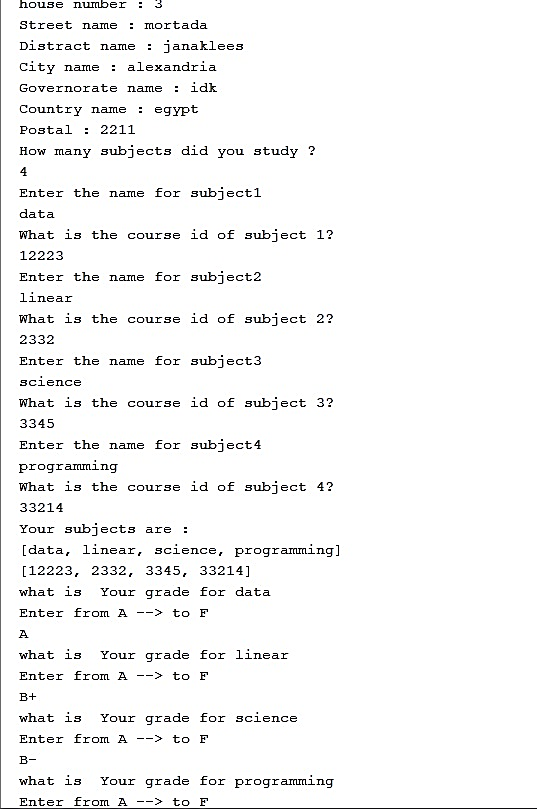 house number : 3
Street name : mortada
Distract name : janaklees
City name : alexandria
Governorate name : idk
Country name : egypt
Postal : 2211
How many subjects did you study ?
4
Enter the name for subject1
data
What is the course id of subject 1?
12223
Enter the name for subject2
linear
What is the course id of subject 2?
2332
Enter the name for subject3
science
What is the course id of subject 3?
3345
Enter the name for subject4
programming
What is the course id of subject 4?
33214
Your subjects are :
[data, linear, science, programming]
[12223, 2332, 3345, 33214]
what is  Your grade for data
Enter from A --> to F
A
what is  Your grade for linear
Enter from A --> to F
B+
what is  Your grade for science
Enter from A --> to F
B-
what is  Your grade for programming
Enter from A --> to F